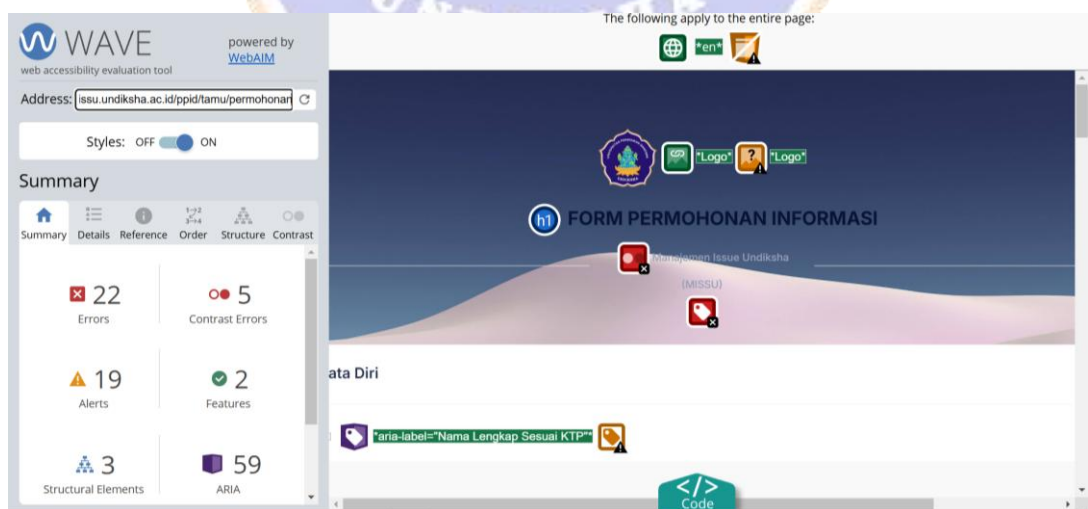 The following apply to the entire page:
*en*
WAVE
powered by
WebAIM
web accessibility evaluation tool
Address: issu.undiksha.ac.id/ppid/tamu/permohonan
Styles: OFF ON
Summary
Summary Details Reference Order Structure Contrast
22
Errors
5
Contrast Errors
19
Alerts
2
Features
3
Structural Elements
59
ARIA
*Logo* *Logo*
h1 FORM PERMOHONAN INFORMASI
Manajemen Issue Undiksha
(MISSU)
ata Diri
*aria-label="Nama Lengkap Sesuai KTP"*
</>
Code